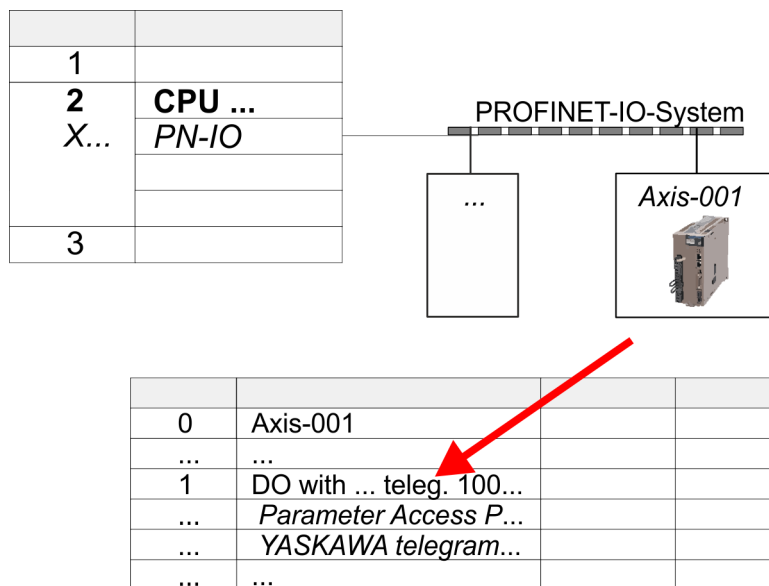 1
2 CPU ...
X... PN-IO
3
PROFINET-IO-System
...
Axis-001
0 Axis-001
... ...
1 DO with ... teleg. 100...
... Parameter Access P...
... YASKAWA telegram...
... ...